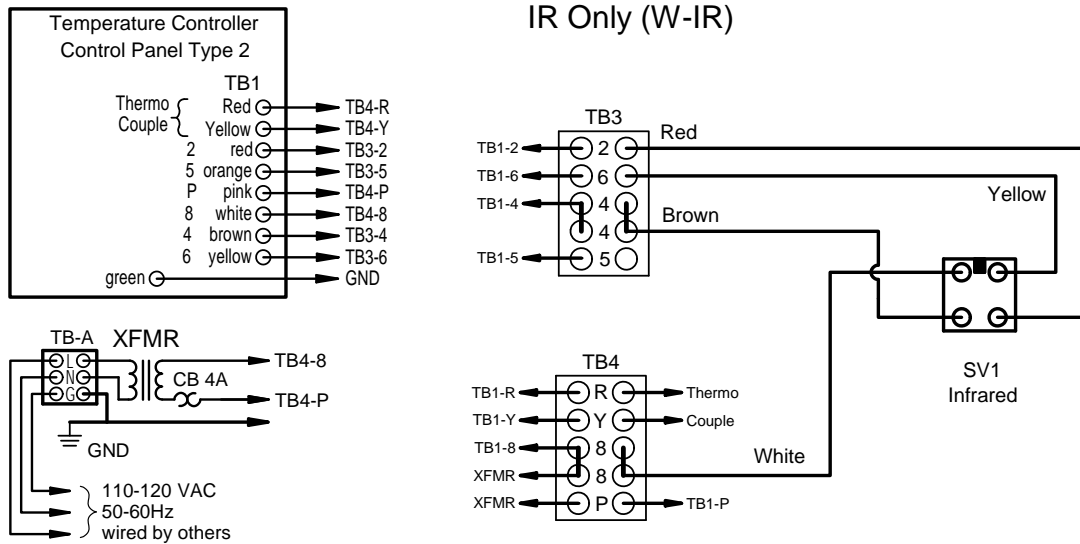 IR Only (W-IR)
Temperature Controller
Control Panel Type 2
TB1
Thermo
Couple
Red
TB4-R
Yellow
TB4-Y
2 red TB3-2
5 orange TB3-5
P pink TB4-P
8 white TB4-8
4 brown TB3-4
6 yellow TB3-6
green GND
TB-A
XFMR
L
N
G
CB 4A
TB4-8
TB4-P
GND
110-120 VAC
50-60Hz
wired by others
TB3
TB1-2 2 Red
TB1-6 6 Yellow
TB1-4 4
4 Brown
TB1-5 5
SV1
Infrared
TB4
TB1-R R Thermo
TB1-Y Y Couple
TB1-8 8
XFMR 8 White
XFMR P TB1-P